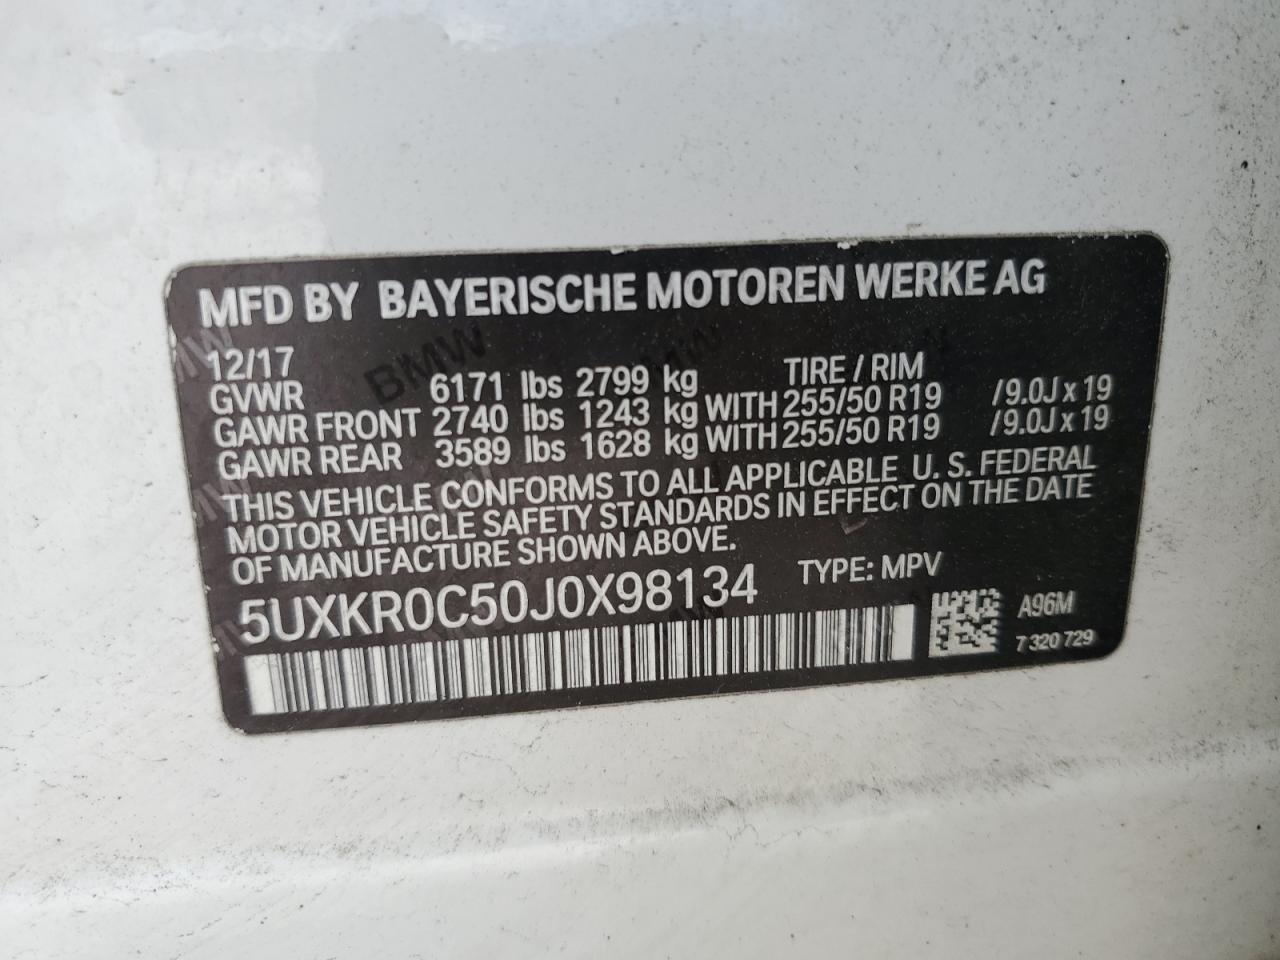 MFD BY BAYERISCHE MOTOREN WERKE AG
12/17 TIRE / RIM
GVWR 6171 lbs 2799 kg
GAWR FRONT 2740 lbs 1243 kg WITH 255/50 R19 /9.0J x 19
GAWR REAR 3589 lbs 1628 kg WITH 255/50 R19 /9.0J x 19
THIS VEHICLE CONFORMS TO ALL APPLICABLE U. S. FEDERAL
MOTOR VEHICLE SAFETY STANDARDS IN EFFECT ON THE DATE
OF MANUFACTURE SHOWN ABOVE.
5UXKR0C50J0X98134 TYPE: MPV
A96M
7 320 729